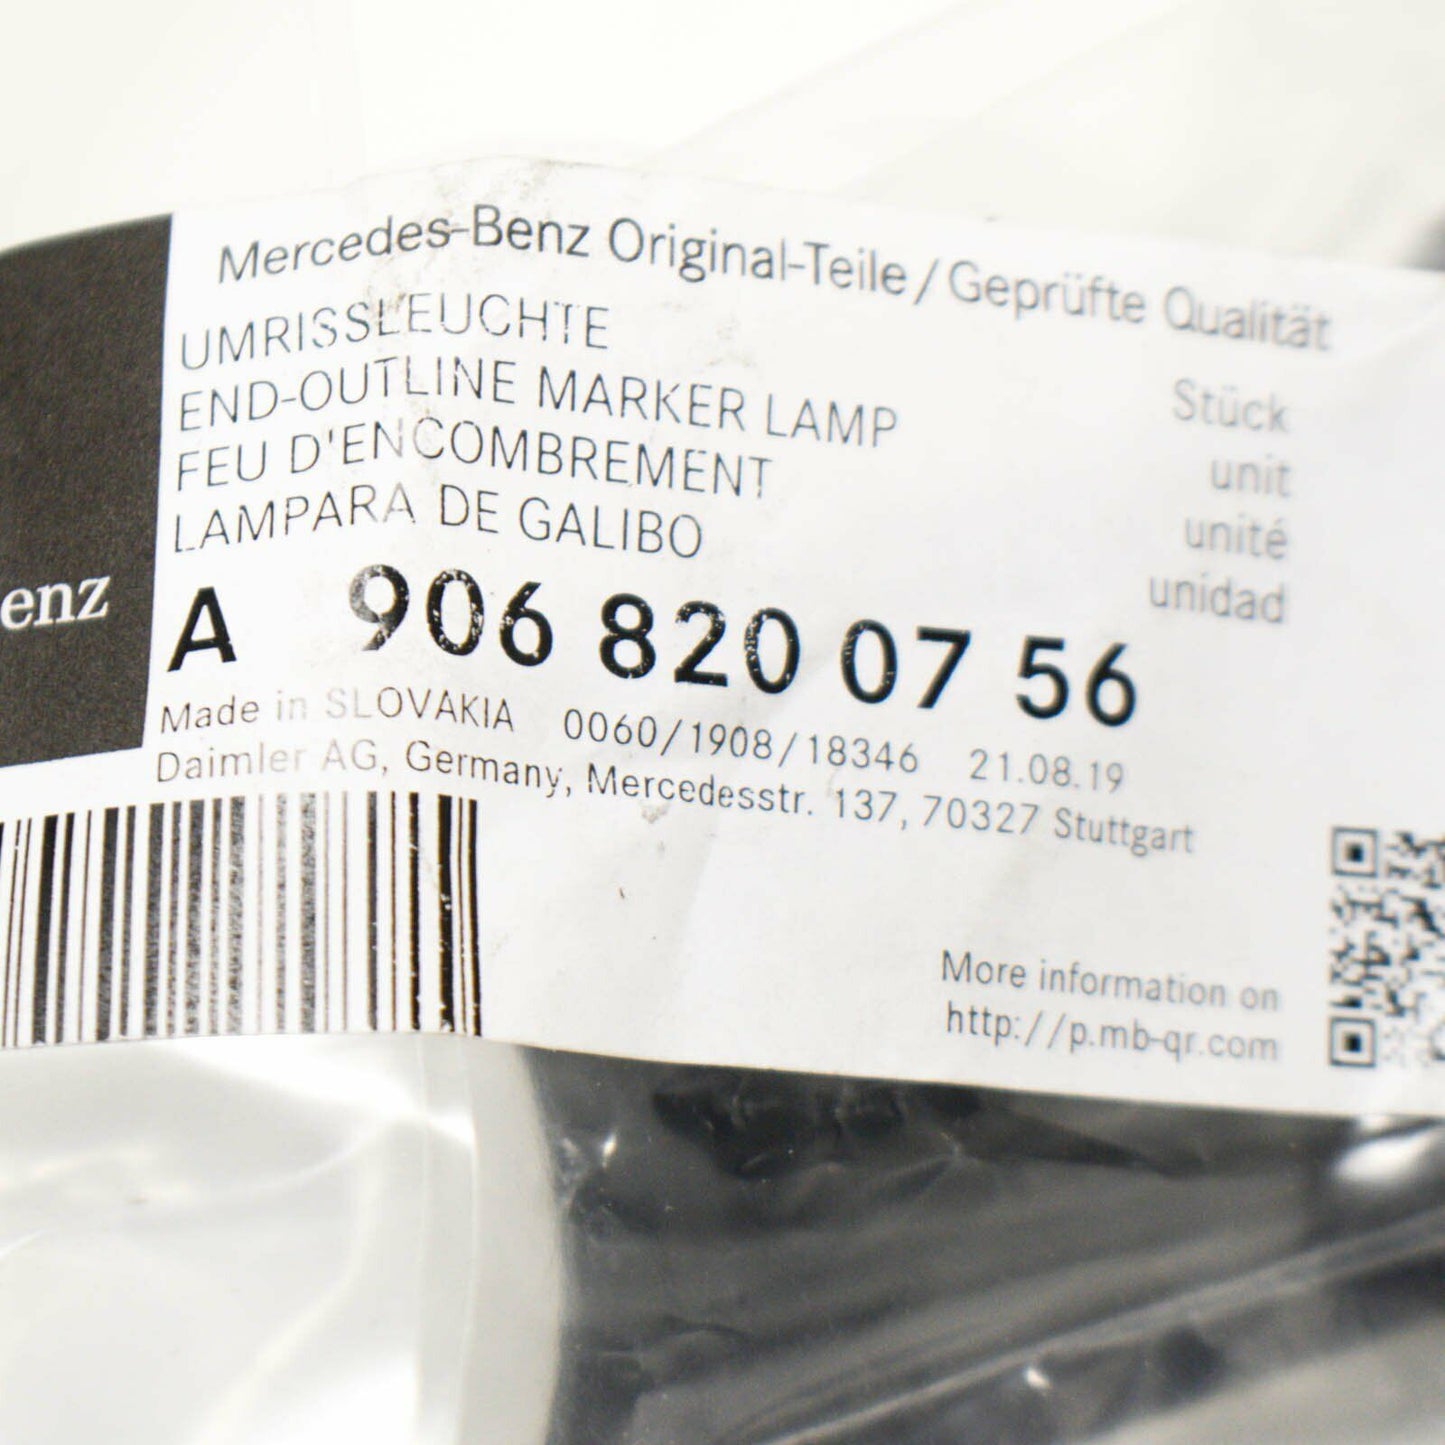 Mercedes-Benz Original-Teile / Geprüfte Qualität
UMRISSLEUCHTE
END-OUTLINE MARKER LAMP
FEU D'ENCOMBREMENT
LAMPARA DE GALIBO
Stück
unit
unité
unidad
enz
A 906 820 07 56
Made in SLOVAKIA 0060/1908/18346 21.08.19
Daimler AG, Germany, Mercedesstr. 137, 70327 Stuttgart
More information on
http://p.mb-qr.com